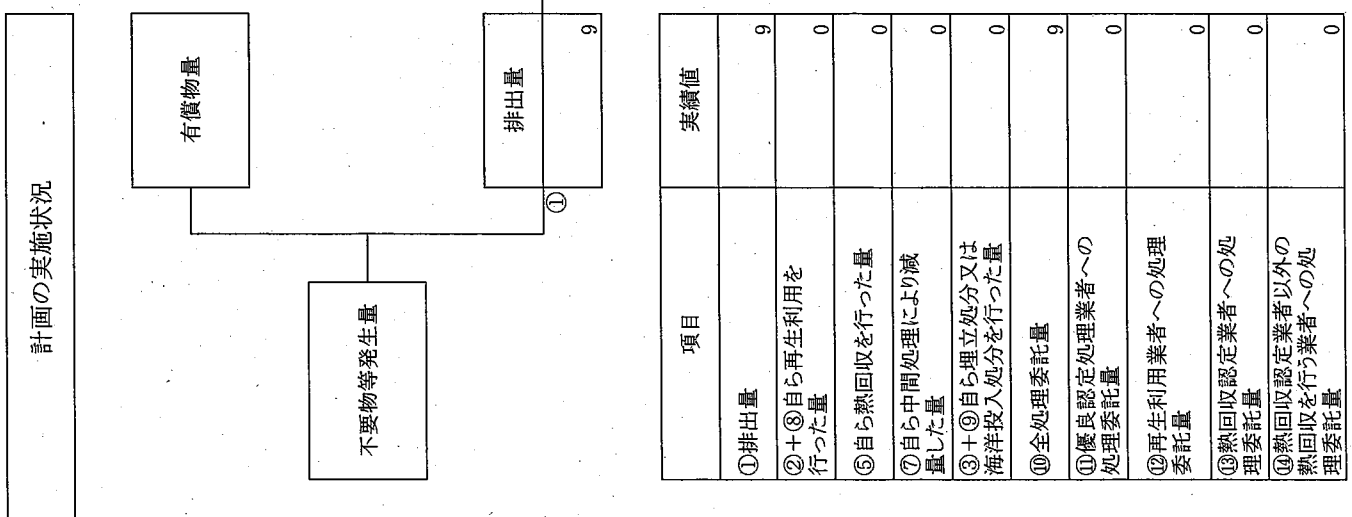 計画の実施状況
有償物量
不要物等発生量
排出量
①
9
項目
実績値
①排出量
9
②+⑧自ら再生利用を
行った量
0
⑤自ら熱回収を行った量
0
⑦自ら中間処理により減
量した量
0
③+⑨自ら埋立処分又は
海洋投入処分を行った量
0
⑩全処理委託量
9
⑪優良認定処理業者への
処理委託量
0
⑫再生利用業者への処理
委託量
0
⑬熱回収認定業者への処
理委託量
0
⑭熱回収認定業者以外の
熱回収を行う業者への処
理委託量
0